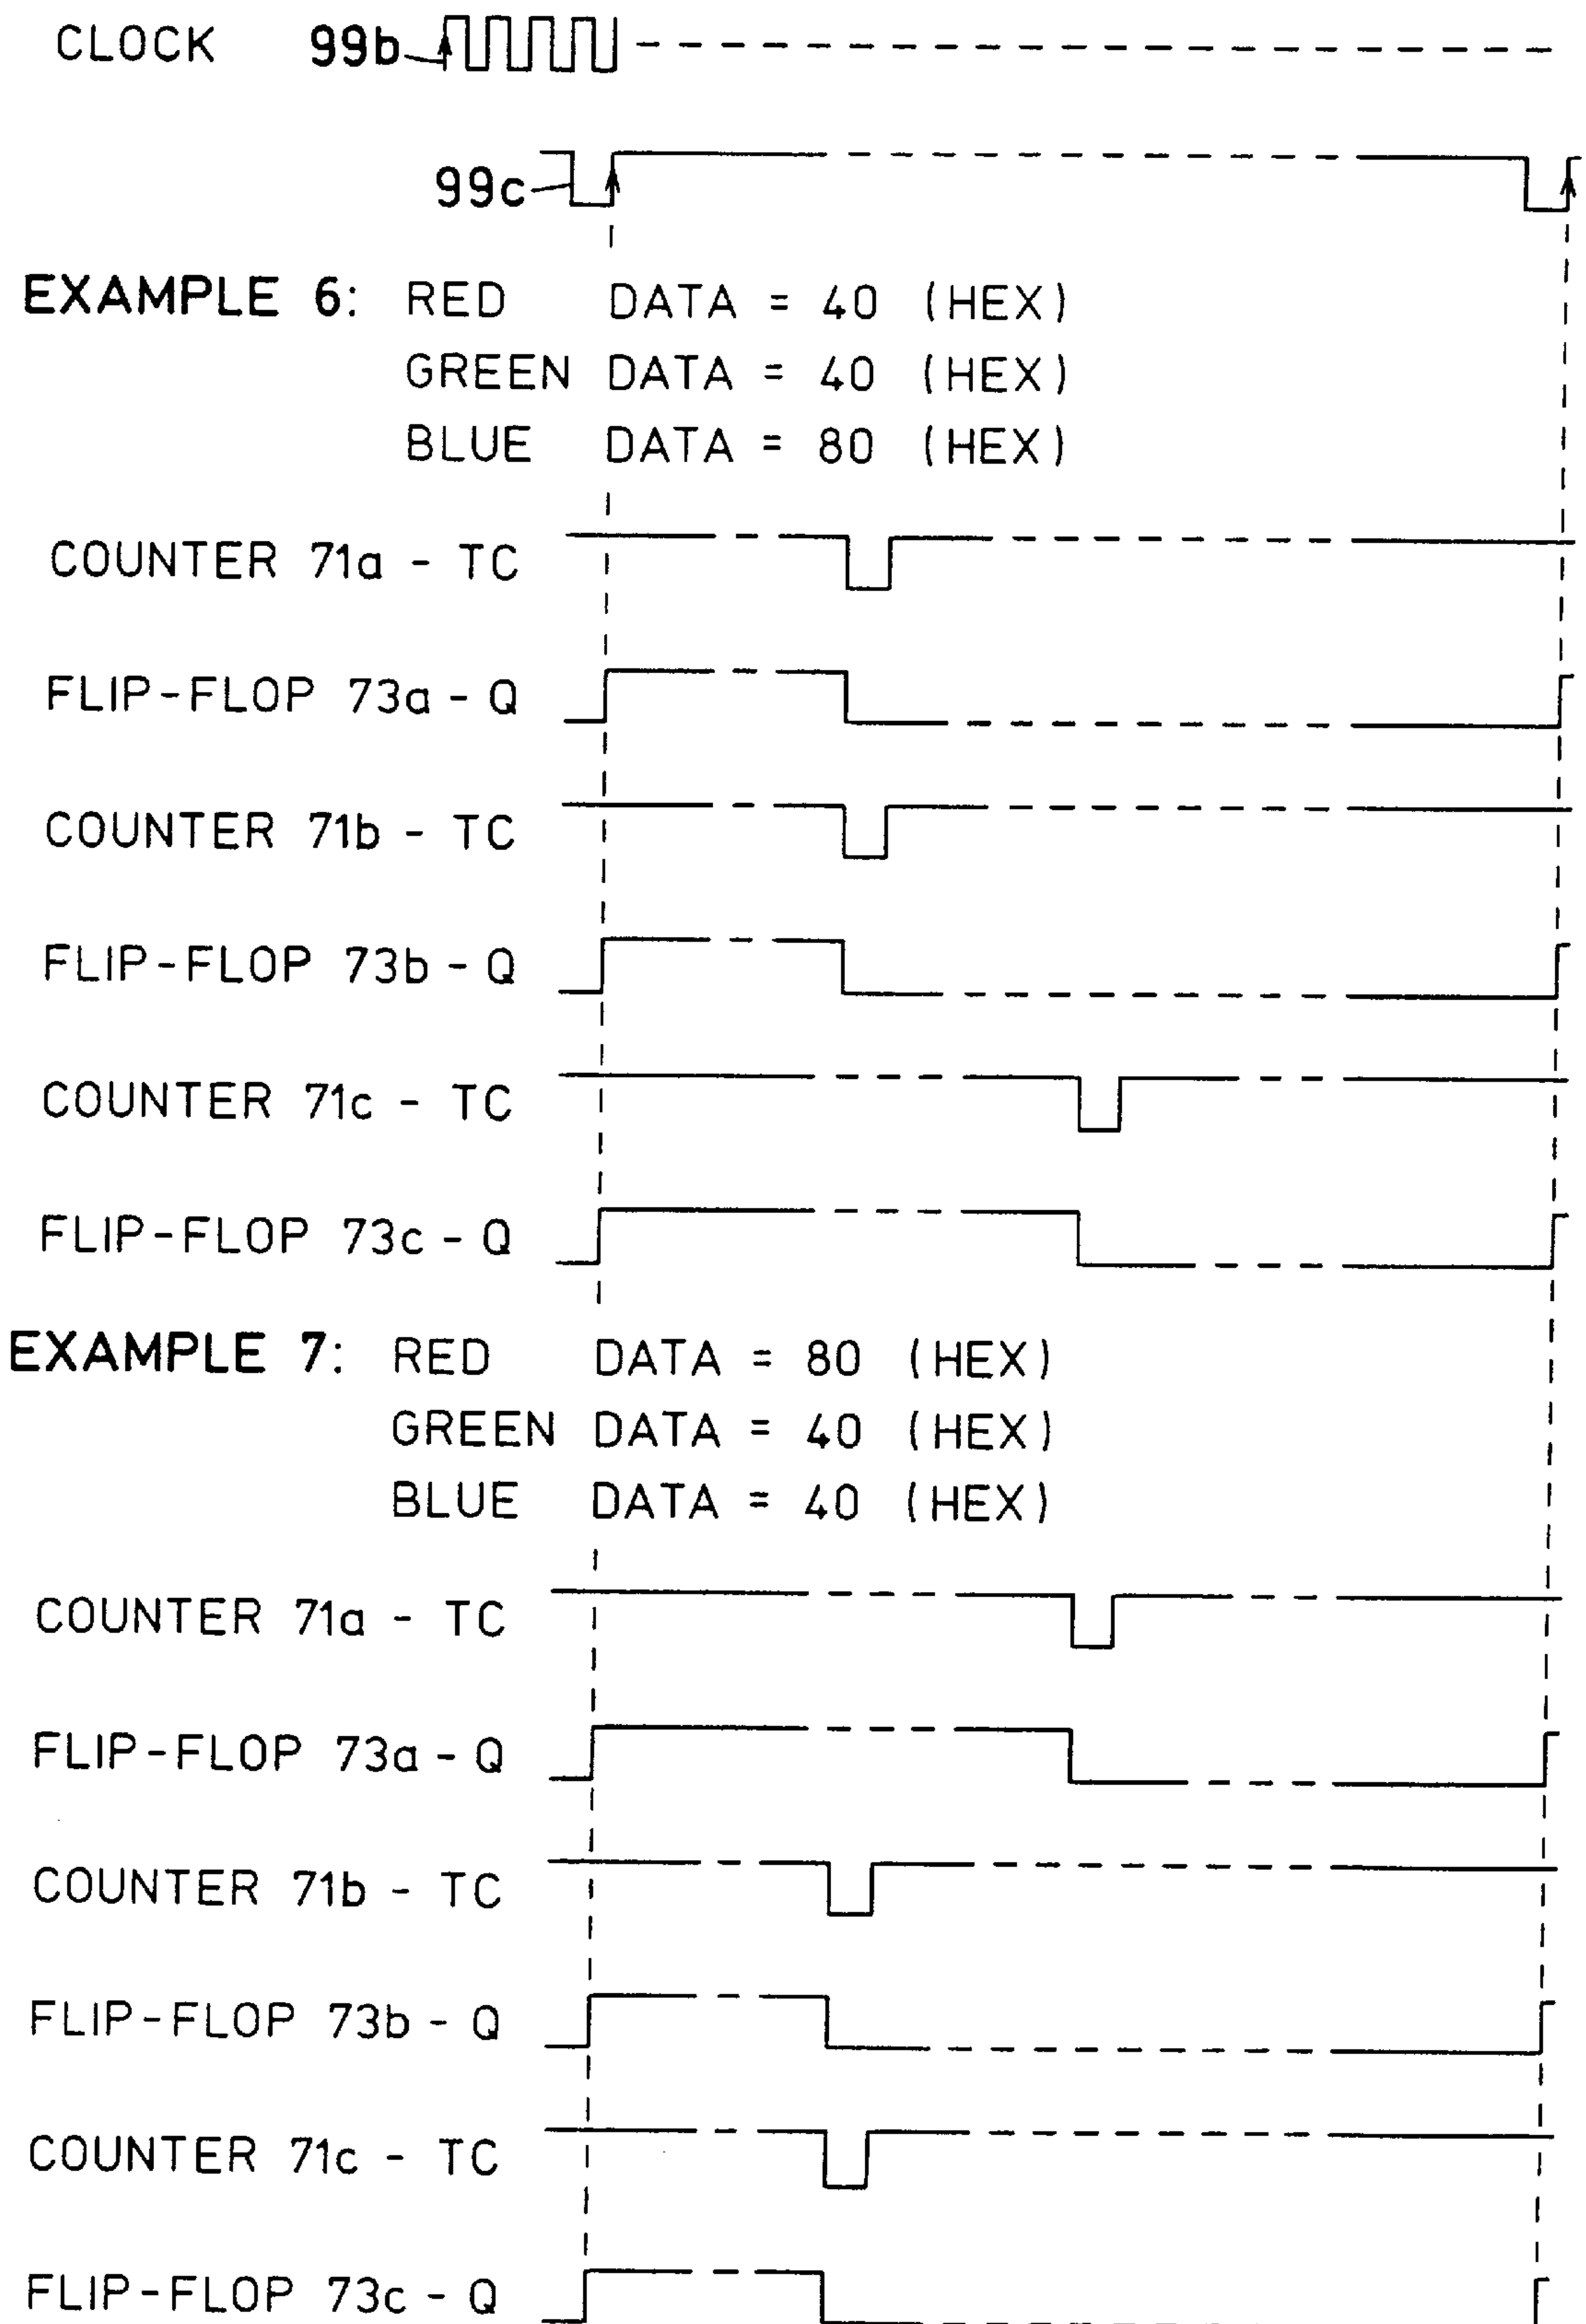 CLOCK 99b
99c
EXAMPLE 6: RED DATA = 40 (HEX)
GREEN DATA = 40 (HEX)
BLUE DATA = 80 (HEX)
COUNTER 71a - TC
FLIP-FLOP 73a - Q
COUNTER 71b - TC
FLIP-FLOP 73b - Q
COUNTER 71c - TC
FLIP-FLOP 73c - Q
EXAMPLE 7: RED DATA = 80 (HEX)
GREEN DATA = 40 (HEX)
BLUE DATA = 40 (HEX)
COUNTER 71a - TC
FLIP-FLOP 73a - Q
COUNTER 71b - TC
FLIP-FLOP 73b - Q
COUNTER 71c - TC
FLIP-FLOP 73c - Q